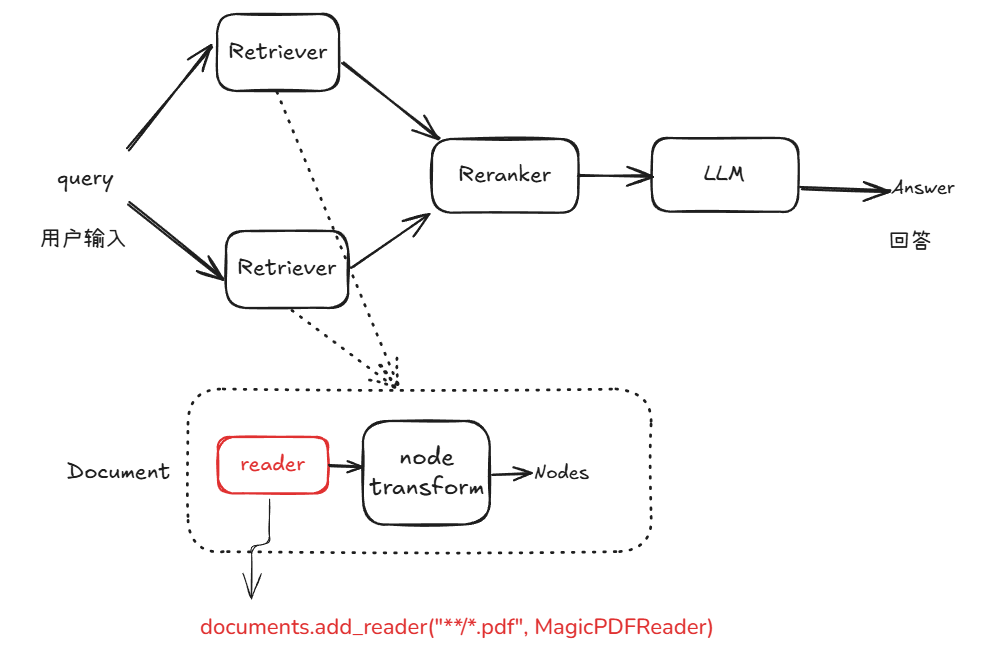 Retriever
query
用户输入
Reranker
LLM
Answer
回答
Retriever
Document
reader
node
transform
Nodes
documents.add_reader("**/*.pdf", MagicPDFReader)